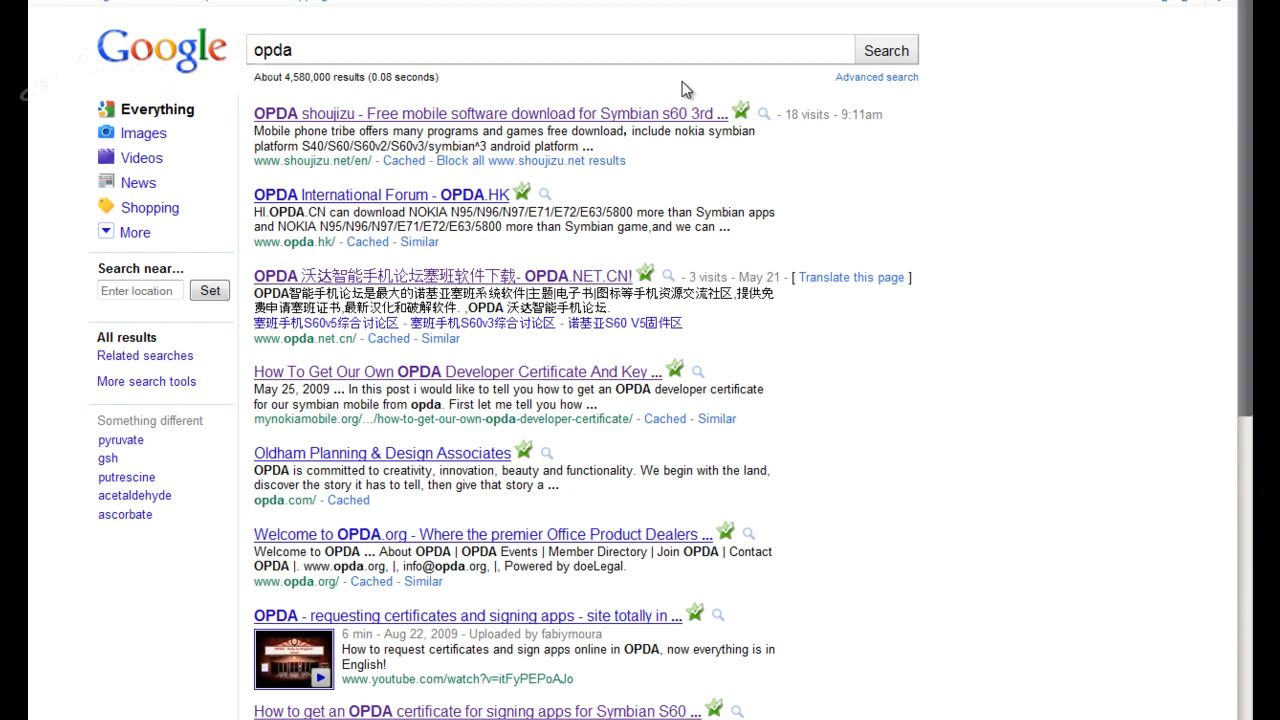 Google
opda
Search
About 4,580,000 results (0.08 seconds)
Advanced search
Everything
Images
Videos
News
Shopping
More
Search near...
Enter location
Set
All results
Related searches
More search tools
Something different
pyruvate
gsh
putrescine
acetaldehyde
ascorbate
OPDA shoujizu - Free mobile software download for Symbian s60 3rd ... - 18 visits - 9:11am
Mobile phone tribe offers many programs and games free download, include nokia symbian
platform S40/S60/S60v2/S60v3/symbian^3 android platform ...
www.shoujizu.net/en/ - Cached - Block all www.shoujizu.net results
OPDA International Forum - OPDA.HK
HI.OPDA.CN can download NOKIA N95/N96/N97/E71/E72/E63/5800 more than Symbian apps
and NOKIA N95/N96/N97/E71/E72/E63/5800 more than Symbian game,and we can ...
www.opda.hk/ - Cached - Similar
OPDA 沃达智能手机论坛塞班软件下载- OPDA.NET.CN! - 3 visits - May 21 - [ Translate this page ]
OPDA智能手机论坛是最大的诺基亚塞班系统软件|主题|电子书|图标等手机资源交流社区,提供免
费申请塞班证书,最新汉化和破解软件. ,OPDA 沃达智能手机论坛.
塞班手机S60v5综合讨论区 - 塞班手机S60v3综合讨论区 - 诺基亚S60 V5固件区
www.opda.net.cn/ - Cached - Similar
How To Get Our Own OPDA Developer Certificate And Key ...
May 25, 2009 ... In this post i would like to tell you how to get an OPDA developer certificate
for our symbian mobile from opda. First let me tell you how ...
mynokiamobile.org/.../how-to-get-our-own-opda-developer-certificate/ - Cached - Similar
Oldham Planning & Design Associates
OPDA is committed to creativity, innovation, beauty and functionality. We begin with the land,
discover the story it has to tell, then give that story a ...
opda.com/ - Cached
Welcome to OPDA.org - Where the premier Office Product Dealers ...
Welcome to OPDA ... About OPDA | OPDA Events | Member Directory | Join OPDA | Contact
OPDA |. www.opda.org, |, info@opda.org, |, Powered by doeLegal.
www.opda.org/ - Cached - Similar
OPDA - requesting certificates and signing apps - site totally in ...
6 min - Aug 22, 2009 - Uploaded by fabiymoura
How to request certificates and sign apps online in OPDA, now everything is in
English!
www.youtube.com/watch?v=itFyPEPoAJo
How to get an OPDA certificate for signing apps for Symbian S60 ...